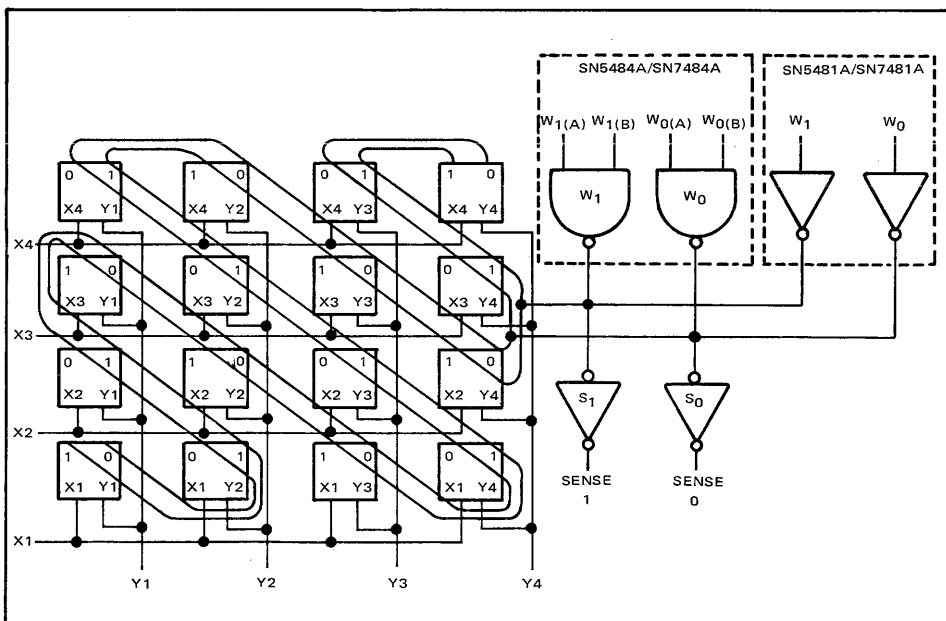 SN5484A/SN7484A SN5481A/SN7481A
W1(A) W1(B) W0(A) W0(B) W1 W0
W1 W0
0 1 1 0 0 1 1 0
X4 Y1 X4 Y2 X4 Y3 X4 Y4
X4
1 0 0 1 1 0 0 1
X3 Y1 X3 Y2 X3 Y3 X3 Y4
X3
0 1 1 0 0 1 1 0
X2 Y1 X2 Y2 X2 Y3 X2 Y4
X2
S1 S0
1 0 0 1 1 0 0 1
X1 Y1 X1 Y2 X1 Y3 X1 Y4
SENSE SENSE
1 0
X1
Y1 Y2 Y3 Y4